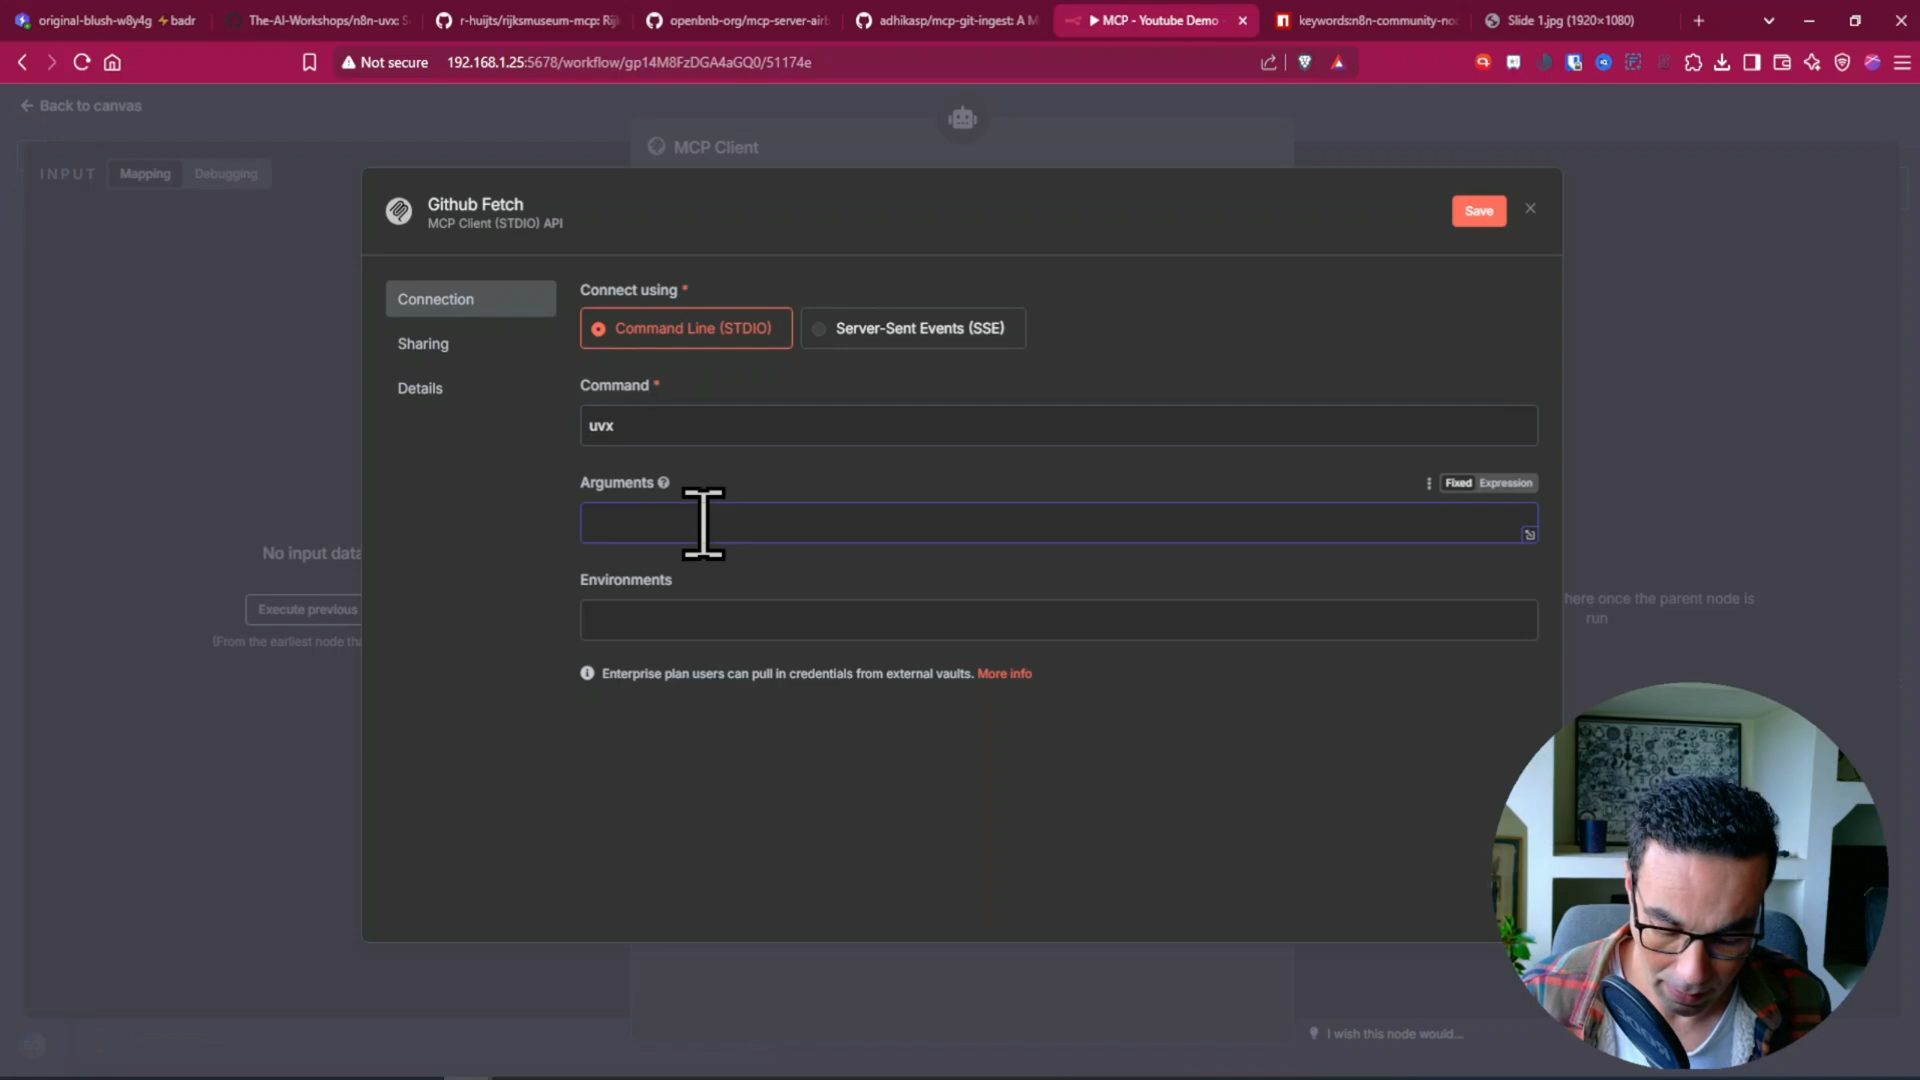 original-blush-w8y4g ⚡badr
The-AI-Workshops/n8n-uvx: S
r-huijts/rijksmuseum-mcp: Rij
openbnb-org/mcp-server-airb
adhikasp/mcp-git-ingest: A M
▶ MCP - Youtube Demo
keywords:n8n-community-no
Slide 1.jpg (1920×1080)
Not secure
192.168.1.25:5678/workflow/gp14M8FzDGA4aGQ0/51174e
Back to canvas
MCP Client
INPUT
Mapping
Debugging
Github Fetch
MCP Client (STDIO) API
Save
Connection
Sharing
Details
Connect using *
Command Line (STDIO)
Server-Sent Events (SSE)
Command *
uvx
Arguments
Fixed
Expression
Environments
Enterprise plan users can pull in credentials from external vaults. More info
No input data
Execute previous
(From the earliest node tha
here once the parent node is
run
I wish this node would...